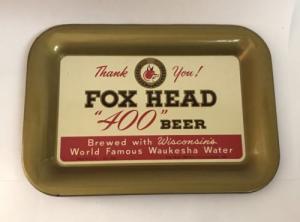 Thank You!
FOX HEAD
"400" BEER
Brewed with Wisconsin's
World Famous Waukesha Water